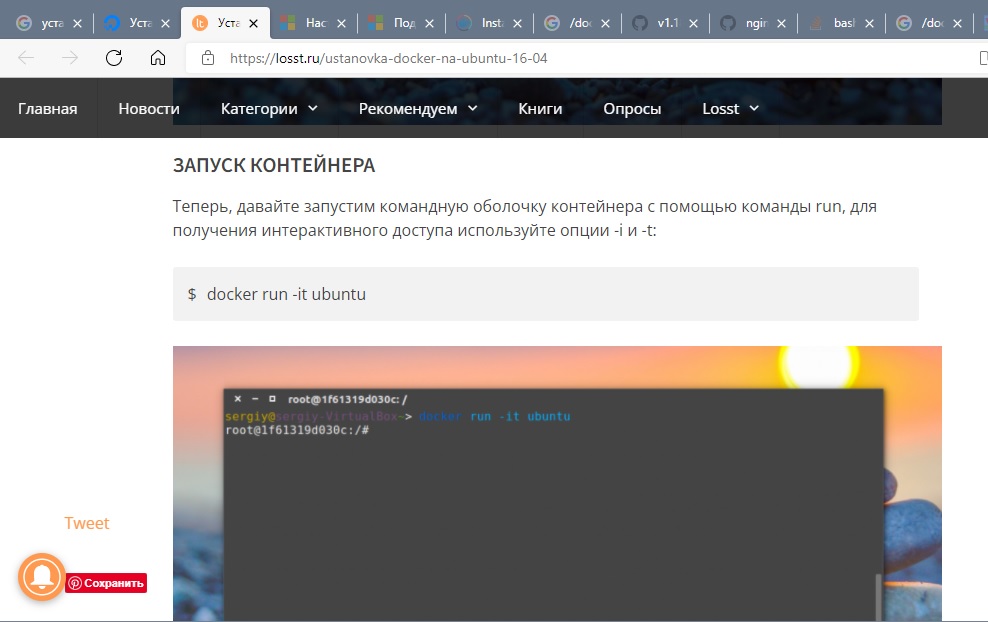 уста
Уста
lt Уста
Нас
Под
Insta
/doc
v1.1
ngin
bash
/doc
https://losst.ru/ustanovka-docker-na-ubuntu-16-04
Главная Новости Категории Рекомендуем Книги Опросы Losst
ЗАПУСК КОНТЕЙНЕРА
Теперь, давайте запустим командную оболочку контейнера с помощью команды run, для
получения интерактивного доступа используйте опции -i и -t:
$ docker run -it ubuntu
root@1f61319d030c: /
sergiy@sergiy-VirtualBox~> docker run -it ubuntu
root@1f61319d030c:/#
Tweet
Сохранить